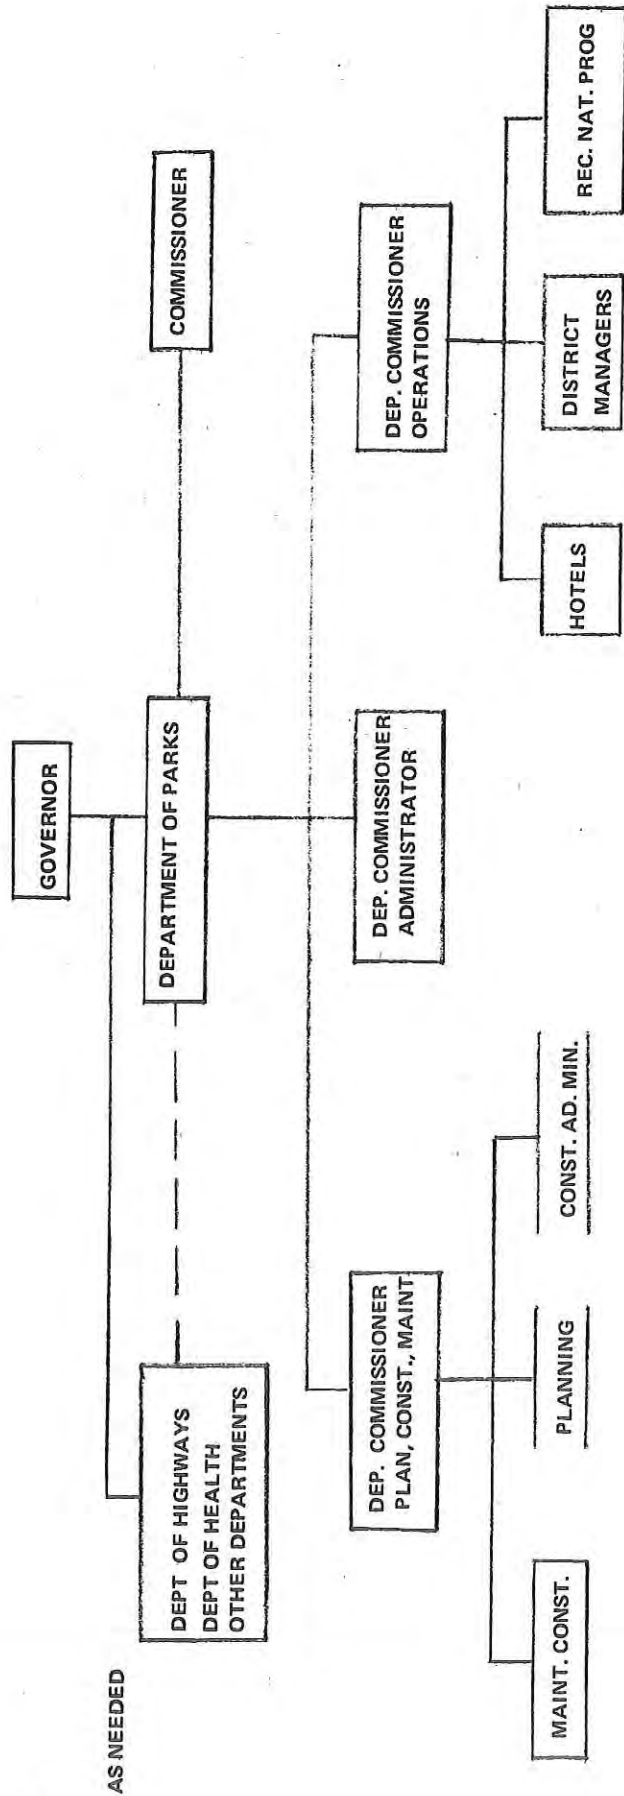 GOVERNOR
AS NEEDED
DEPT OF HIGHWAYS
DEPT OF HEALTH
OTHER DEPARTMENTS
DEPARTMENT OF PARKS
COMMISSIONER
DEP. COMMISSIONER
PLAN, CONST., MAINT
DEP. COMMISSIONER
ADMINISTRATOR
DEP. COMMISSIONER
OPERATIONS
MAINT. CONST.
PLANNING
CONST. AD. MIN.
HOTELS
DISTRICT
MANAGERS
REC. NAT. PROG